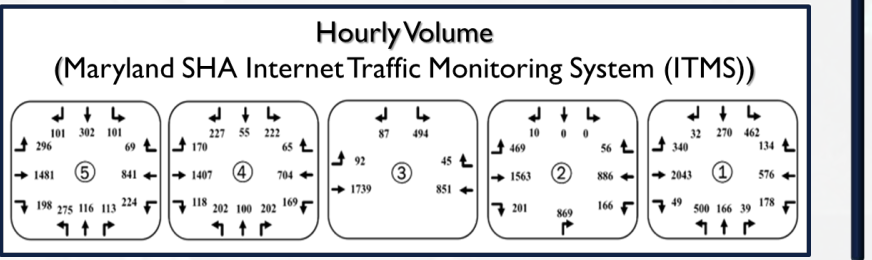 Hourly Volume
(Maryland SHA Internet Traffic Monitoring System (ITMS))
101 302 101
296 69
1481 5 841
198 275 116 113 224
227 55 222
170 65
1407 4 704
118 202 100 202 169
87 494
92 45
1739 3 851
10 0 0
469 56
1563 2 886
201 869 166
32 270 462
340 134
2043 1 576
49 500 166 39 178